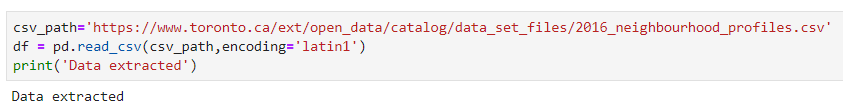 csv_path='https://www.toronto.ca/ext/open_data/catalog/data_set_files/2016_neighbourhood_profiles.csv'
df = pd.read_csv(csv_path,encoding='latin1')
print('Data extracted')
Data extracted